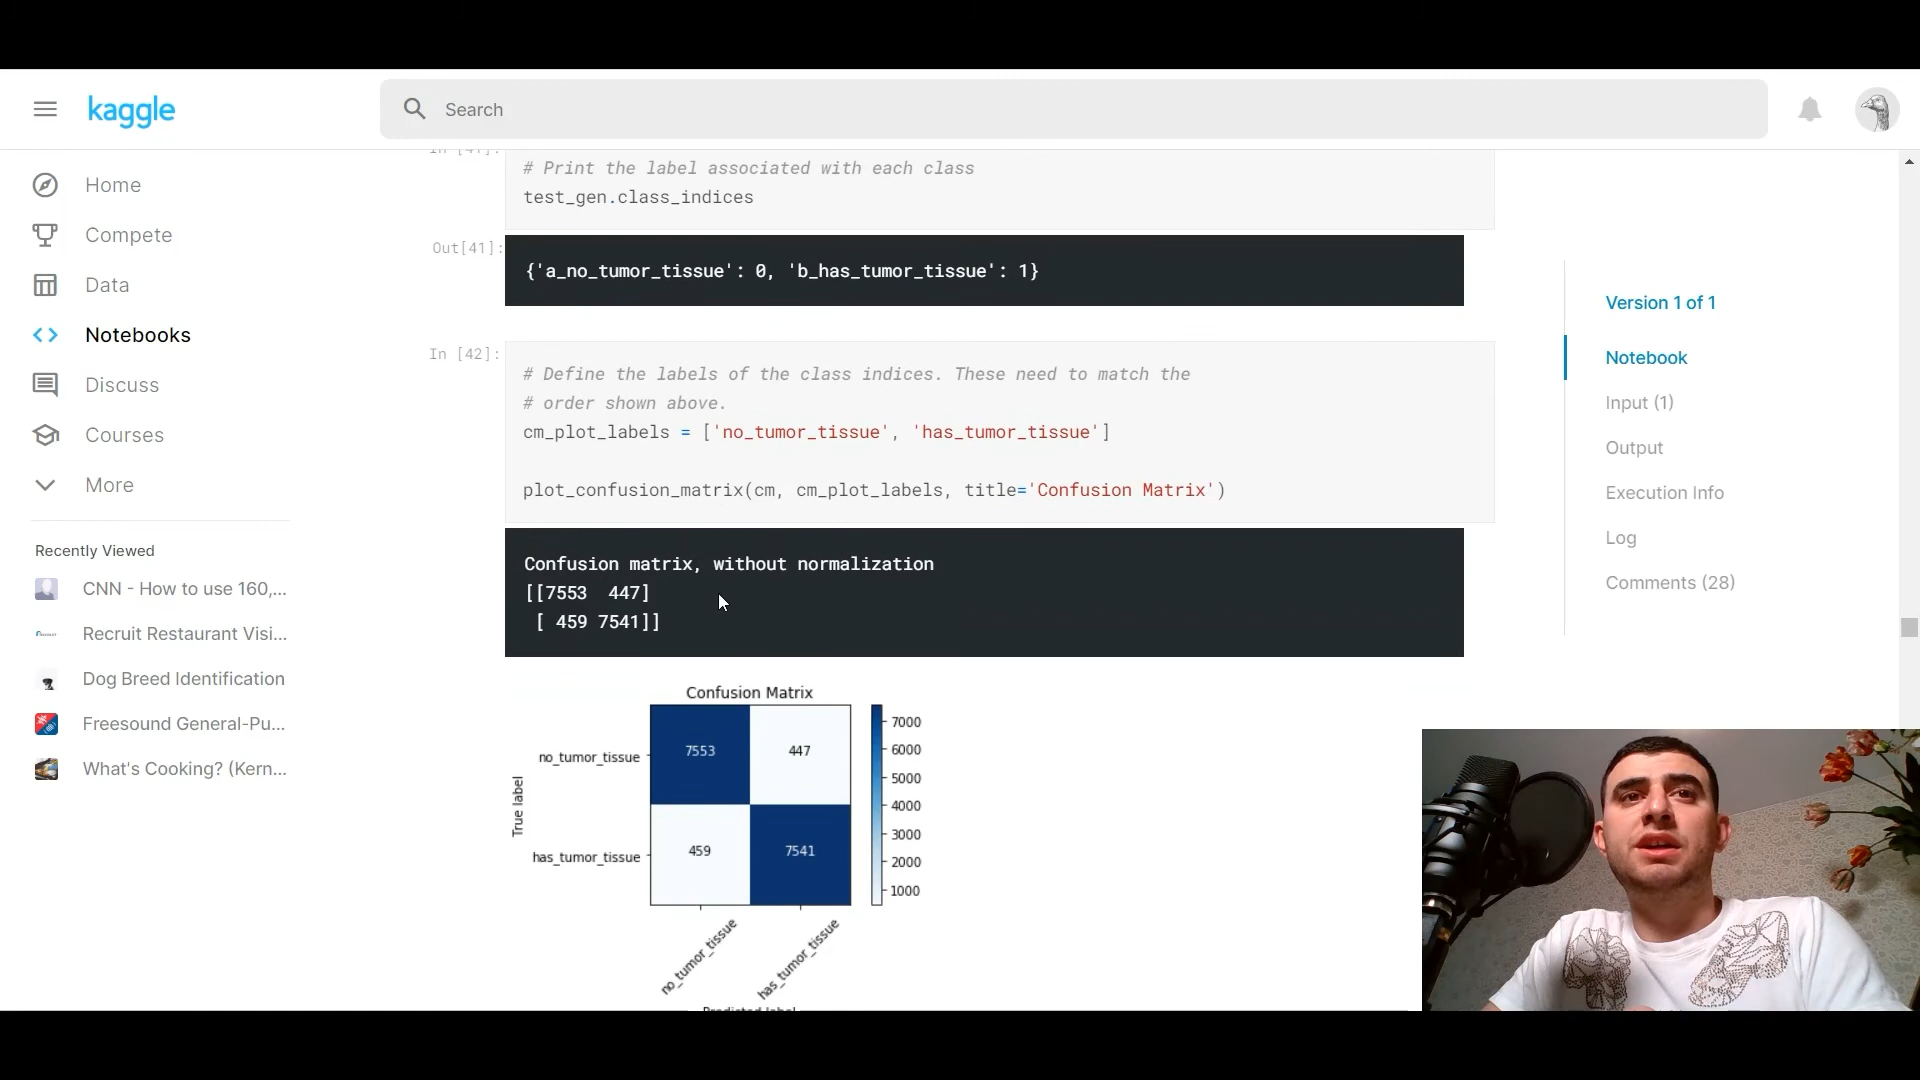 kaggle
Search
Home
Compete
Data
Notebooks
Discuss
Courses
More
Recently Viewed
CNN - How to use 160,...
Recruit Restaurant Visi...
Dog Breed Identification
Freesound General-Pu...
What's Cooking? (Kern...
In [41]:
# Print the label associated with each class
test_gen.class_indices
Out[41]:
{'a_no_tumor_tissue': 0, 'b_has_tumor_tissue': 1}
In [42]:
# Define the labels of the class indices. These need to match the
# order shown above.
cm_plot_labels = ['no_tumor_tissue', 'has_tumor_tissue']
plot_confusion_matrix(cm, cm_plot_labels, title='Confusion Matrix')
Confusion matrix, without normalization
[[7553  447]
[ 459 7541]]
Confusion Matrix
True label
no_tumor_tissue
has_tumor_tissue
7553
447
459
7541
7000
6000
5000
4000
3000
2000
1000
no_tumor_tissue
has_tumor_tissue
Predicted label
Version 1 of 1
Notebook
Input (1)
Output
Execution Info
Log
Comments (28)